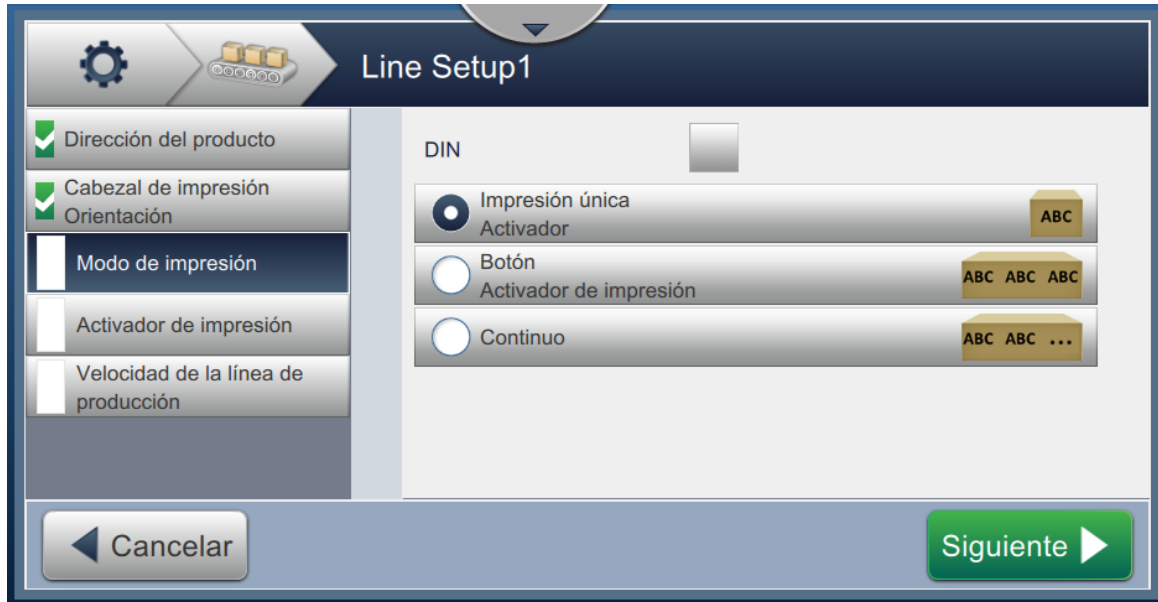 Line Setup1
Dirección del producto
Cabezal de impresión
Orientación
Modo de impresión
Activador de impresión
Velocidad de la línea de
producción
DIN
Impresión única
Activador
ABC
Botón
Activador de impresión
ABC ABC ABC
Continuo
ABC ABC ...
Cancelar
Siguiente